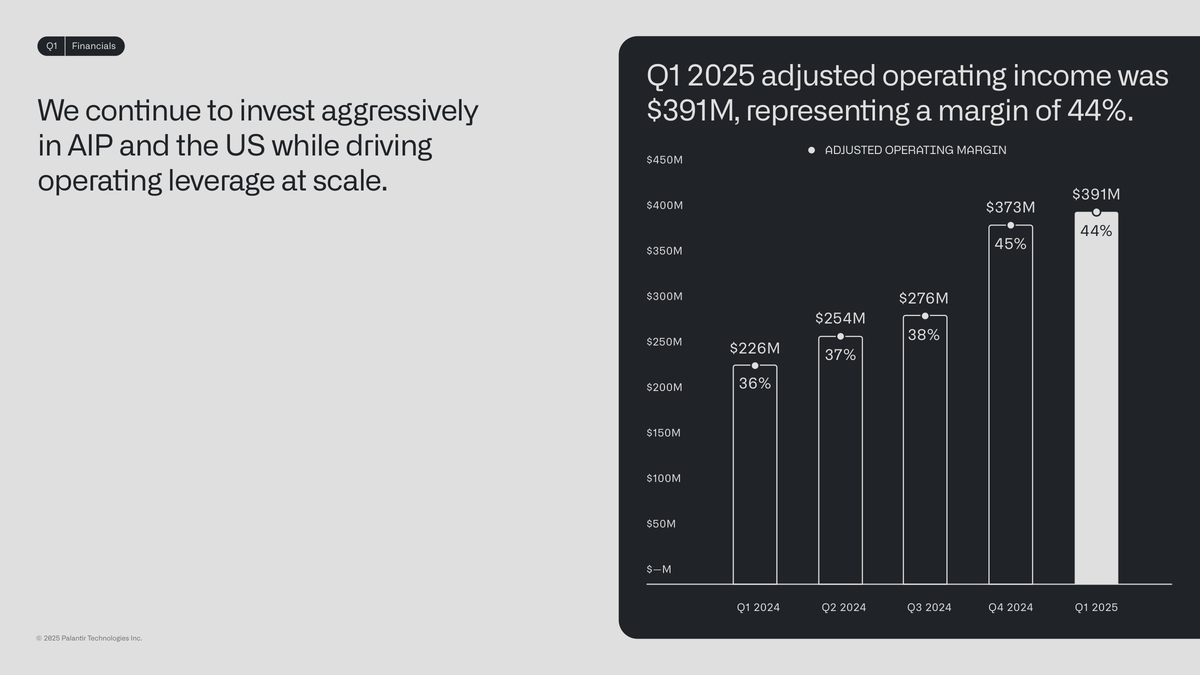 Q1 Financials
We continue to invest aggressively
in AIP and the US while driving
operating leverage at scale.
© 2025 Palantir Technologies Inc.
Q1 2025 adjusted operating income was
$391M, representing a margin of 44%.
ADJUSTED OPERATING MARGIN
$450M
$400M
$350M
$300M
$250M
$200M
$150M
$100M
$50M
$—M
$226M
36%
$254M
37%
$276M
38%
$373M
45%
$391M
44%
Q1 2024 Q2 2024 Q3 2024 Q4 2024 Q1 2025